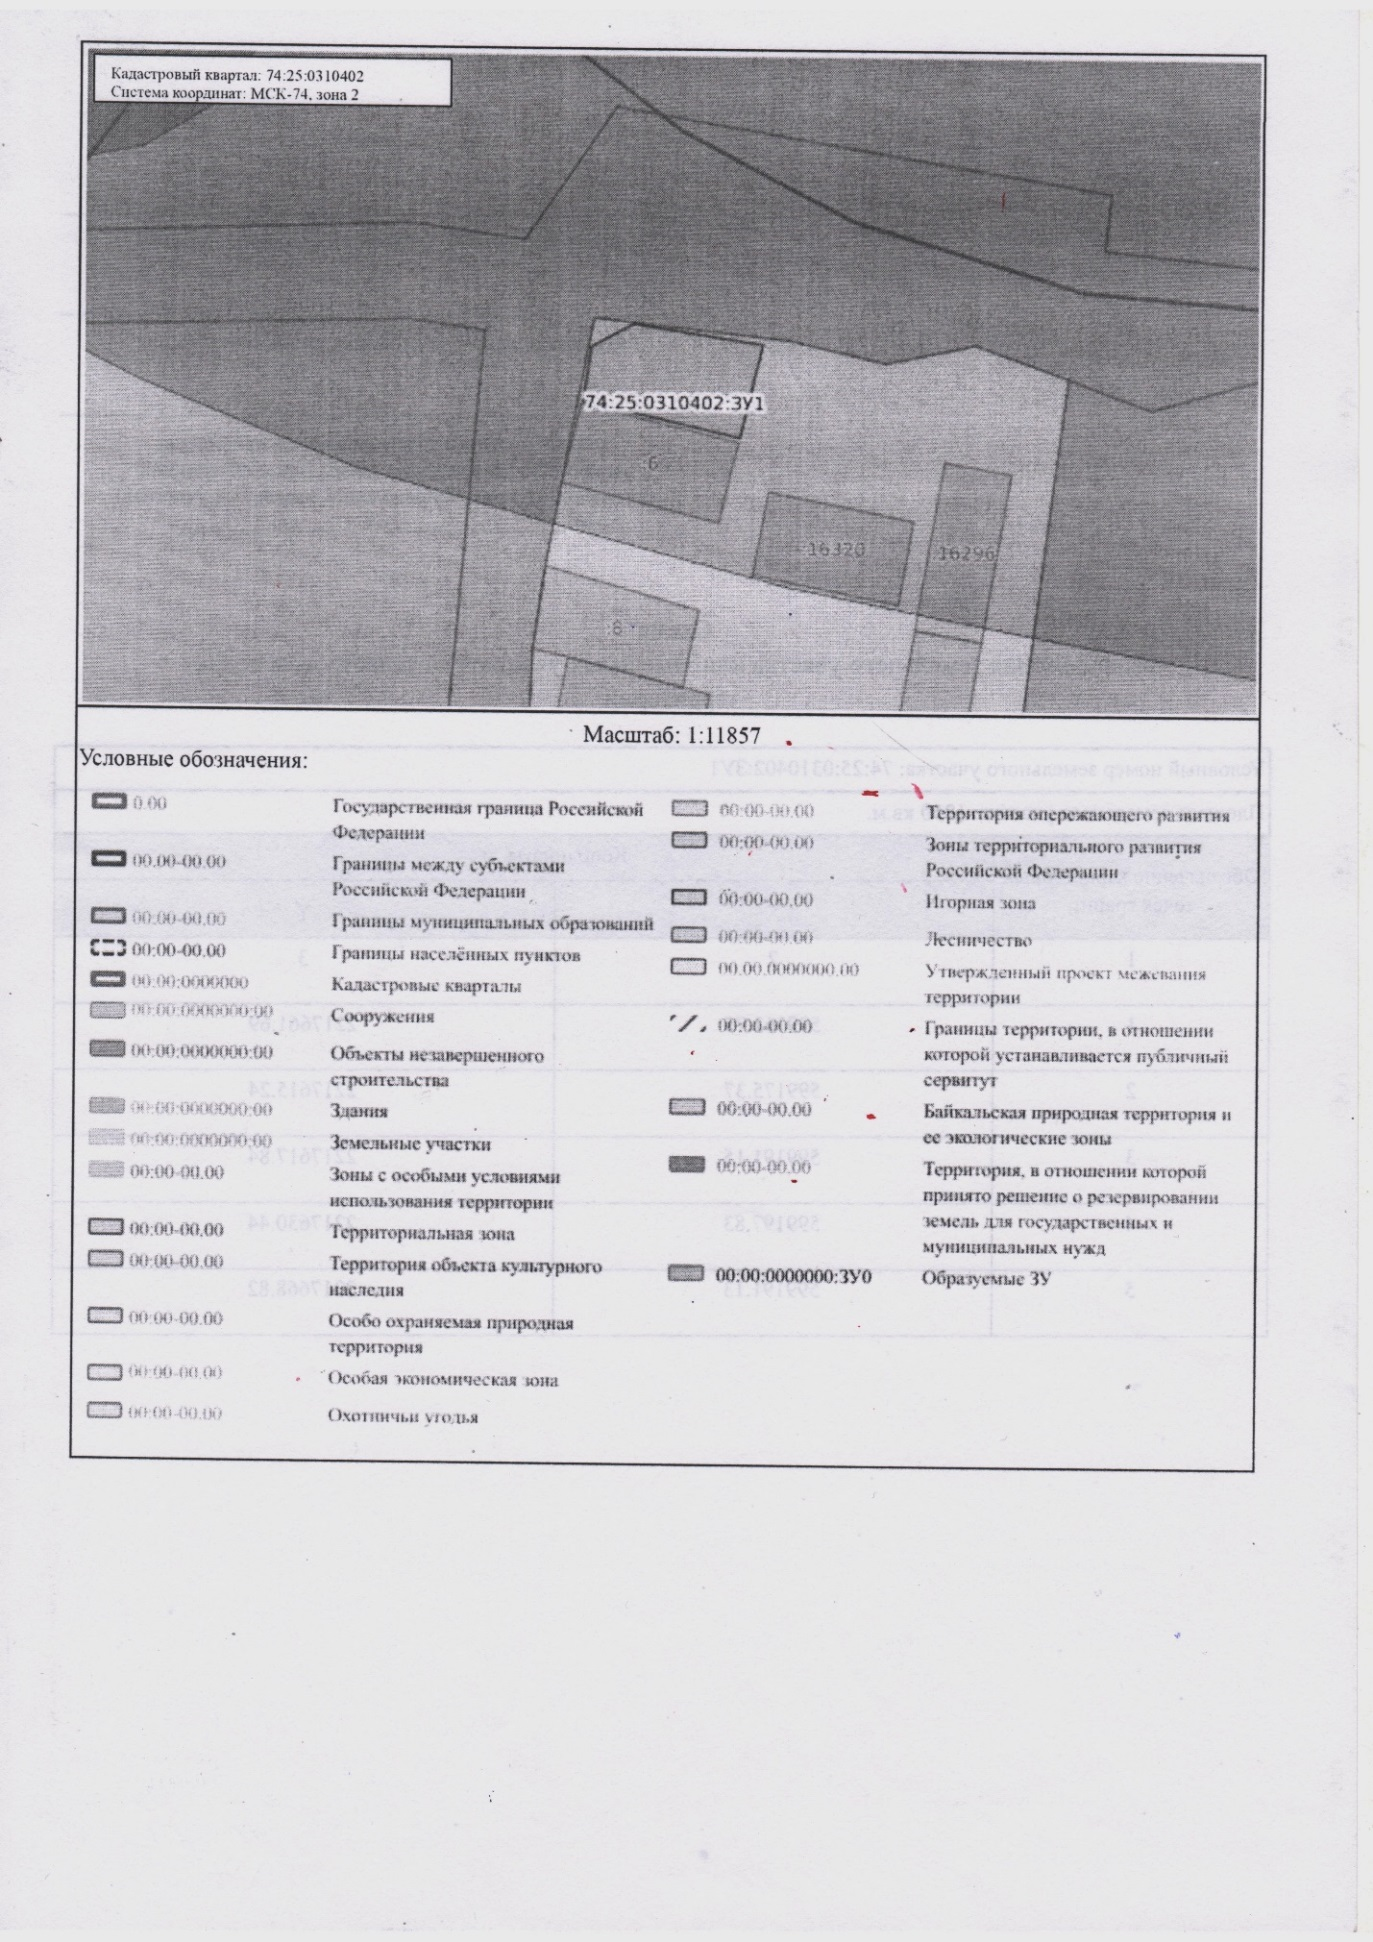 Кадастровый квартал: 74:25:0310402
Система координат: МСК-74, зона 2
74:25:0310402:ЗУ1
:6
16320
16296
Масштаб: 1:11857
Условные обозначения:
0.00 Государственная граница Российской
Федерации
00.00-00.00 Границы между субъектами
Российской Федерации
00:00-00.00 Границы муниципальных образований
00:00-00.00 Границы населённых пунктов
00.00:0000000 Кадастровые кварталы
00:00:0000000:00 Сооружения
00:00:0000000:00 Объекты незавершенного
строительства
00:00:0000000:00 Здания
00:00:0000000:00 Земельные участки
00:00-00.00 Зоны с особыми условиями
использования территории
00:00-00.00 Территориальная зона
00:00-00.00 Территория объекта культурного
наследия
00:00-00.00 Особо охраняемая природная
территория
00:00-00.00 Особая экономическая зона
00:00-00.00 Охотничьи угодья
00:00-00.00 Территория опережающего развития
00:00-00.00 Зоны территориального развития
Российской Федерации
00:00-00.00 Игорная зона
00:00-00.00 Лесничество
00.00.0000000.00 Утвержденный проект межевания
территории
00:00-00.00 Границы территории, в отношении
которой устанавливается публичный
сервитут
00:00-00.00 Байкальская природная территория и
ее экологические зоны
00:00-00.00 Территория, в отношении которой
принято решение о резервировании
земель для государственных и
муниципальных нужд
00:00:0000000:ЗУ0 Образуемые ЗУ